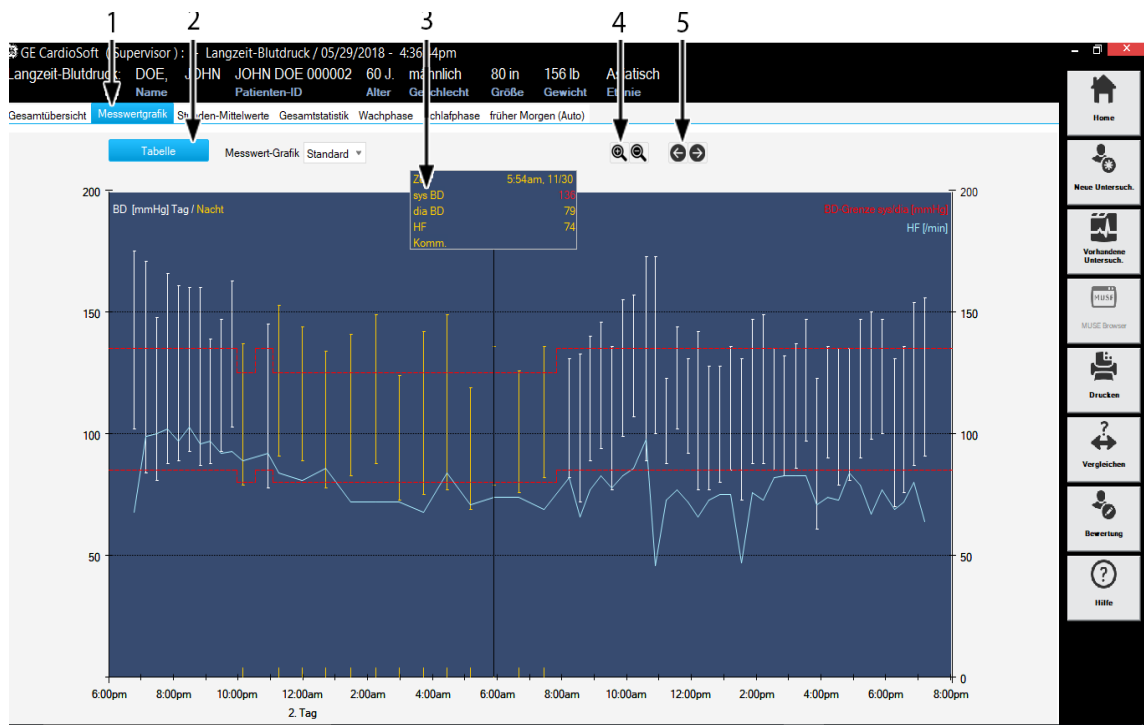 1 2 3 4 5
GE CardioSoft (Supervisor) : - Langzeit-Blutdruck / 05/29/2018 - 4:36
Langzeit-Blutdruck: DOE, JOHN JOHN DOE 000002 60 J. männlich 80 in 156 lb Asiatisch
Name Patienten-ID Alter Geschlecht Größe Gewicht Etnie
Gesamtübersicht Messwertgrafik Stunden-Mittelwerte Gesamtstatistik Wachphase Schlafphase früher Morgen (Auto)
Tabelle Messwert-Grafik Standard
Zeit 5:54am, 11/30
sys BD 136
dia BD 79
HF 74
Komm.
BD [mmHg] Tag / Nacht
BD-Grenze sys/dia [mmHg]
HF [/min]
200 200
150 150
100 100
50 50
0
6:00pm 8:00pm 10:00pm 12:00am 2:00am 4:00am 6:00am 8:00am 10:00am 12:00pm 2:00pm 4:00pm 6:00pm 8:00pm
2. Tag
Home
Neue Untersuch.
Vorhandene
Untersuch.
MUSE
MUSE Browser
Drucken
Vergleichen
Bewertung
Hilfe